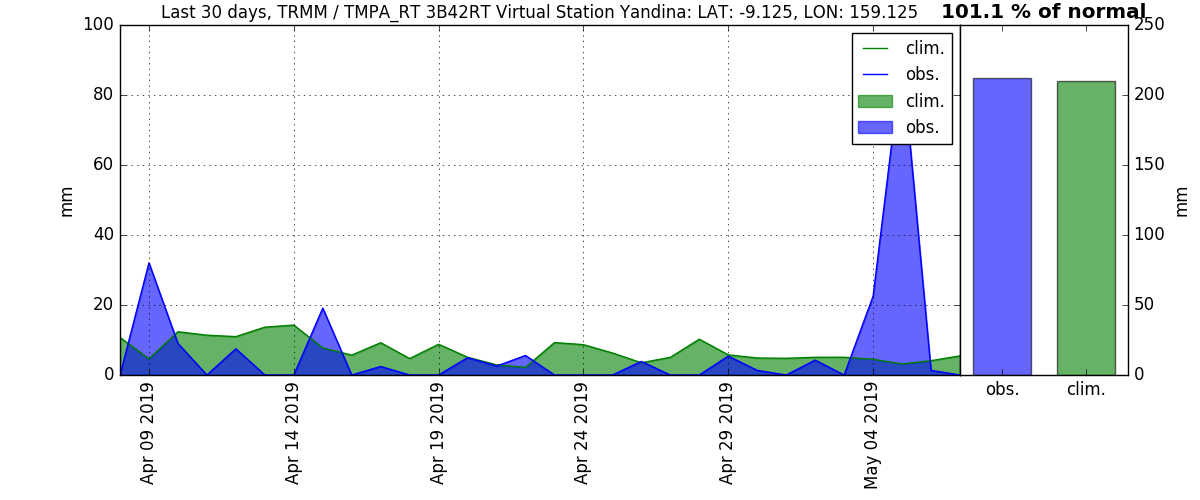 Last 30 days, TRMM / TMPA_RT 3B42RT Virtual Station Yandina: LAT: -9.125, LON: 159.125
101.1 % of normal
100
80
60
40
20
0
mm
clim.
obs.
clim.
obs.
250
200
150
100
50
0
mm
obs.
clim.
Apr 09 2019
Apr 14 2019
Apr 19 2019
Apr 24 2019
Apr 29 2019
May 04 2019